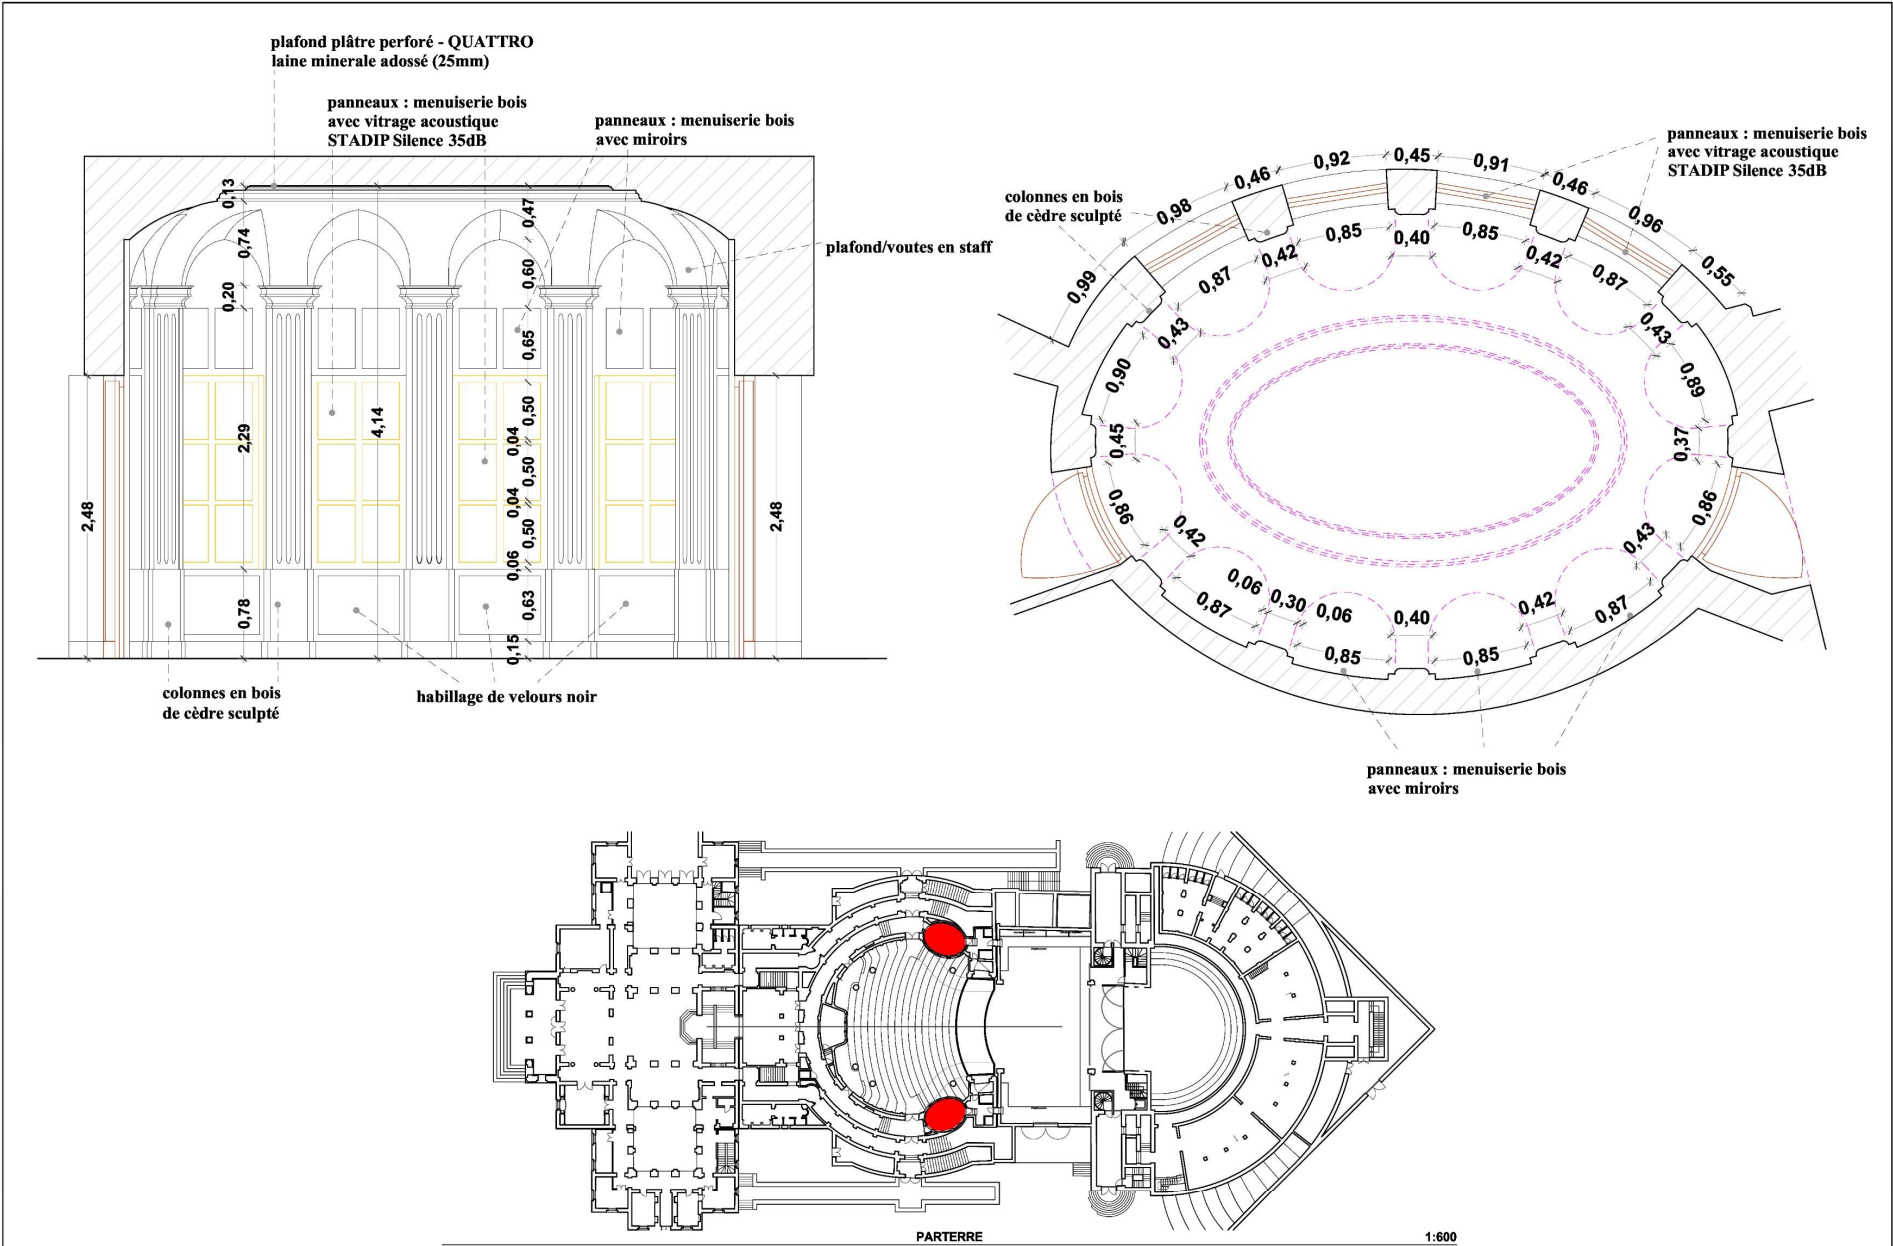 plafond plâtre perforé - QUATTRO
laine minerale adossé (25mm)
panneaux : menuiserie bois
avec vitrage acoustique
STADIP Silence 35dB
panneaux : menuiserie bois
avec miroirs
plafond/voutes en staff
0,13
0,74
0,20
2,29
0,78
4,14
0,47
0,60
0,65
0,50
0,04
0,50
0,04
0,50
0,06
0,63
0,15
2,48
2,48
colonnes en bois
de cèdre sculpté
habillage de velours noir
panneaux : menuiserie bois
avec vitrage acoustique
STADIP Silence 35dB
colonnes en bois
de cèdre sculpté
0,99
0,98
0,46
0,92
0,45
0,91
0,46
0,96
0,55
0,87
0,42
0,85
0,40
0,85
0,42
0,87
0,43
0,43
0,90
0,89
0,45
0,37
0,86
0,86
0,42
0,43
0,06
0,30
0,06
0,40
0,42
0,87
0,87
0,85
0,85
panneaux : menuiserie bois
avec miroirs
PARTERRE
1:600